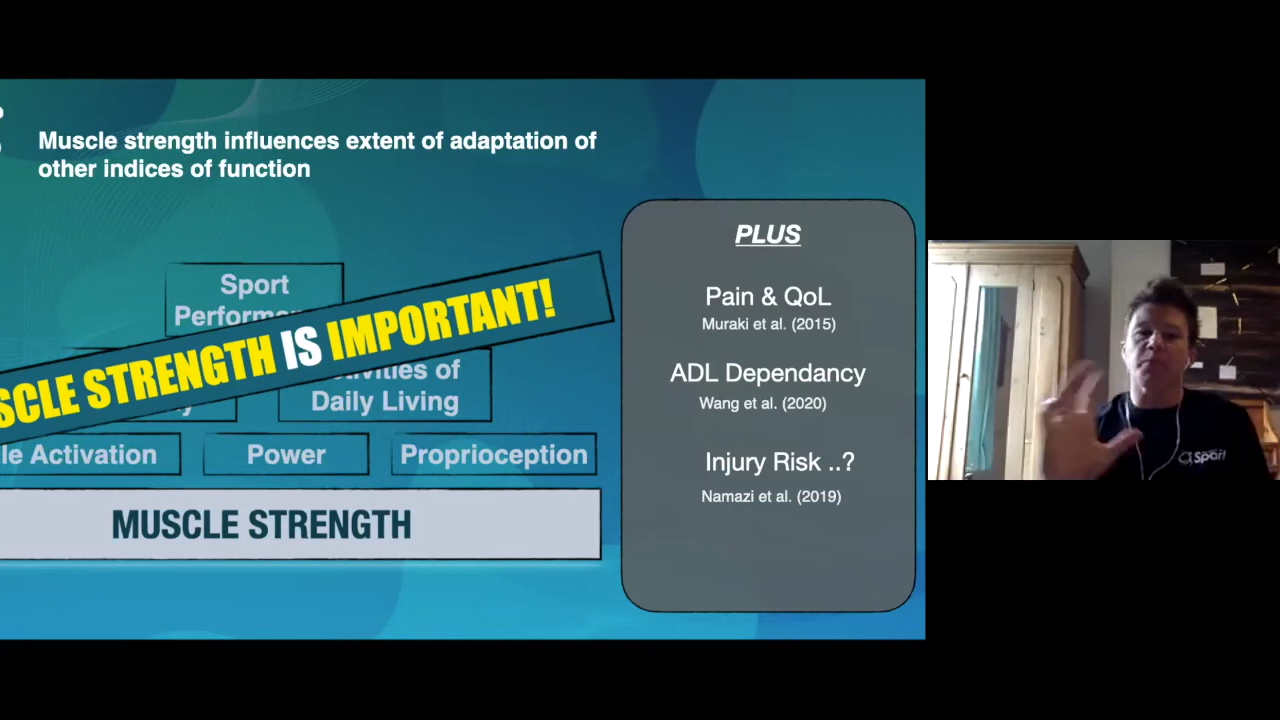 Muscle strength influences extent of adaptation of
other indices of function
Sport
SCLE STRENGTH IS IMPORTANT!
Daily Living
le Activation
Power
Proprioception
MUSCLE STRENGTH
PLUS
Pain & QoL
Muraki et al. (2015)
ADL Dependancy
Wang et al. (2020)
Injury Risk ..?
Namazi et al. (2019)
Sport